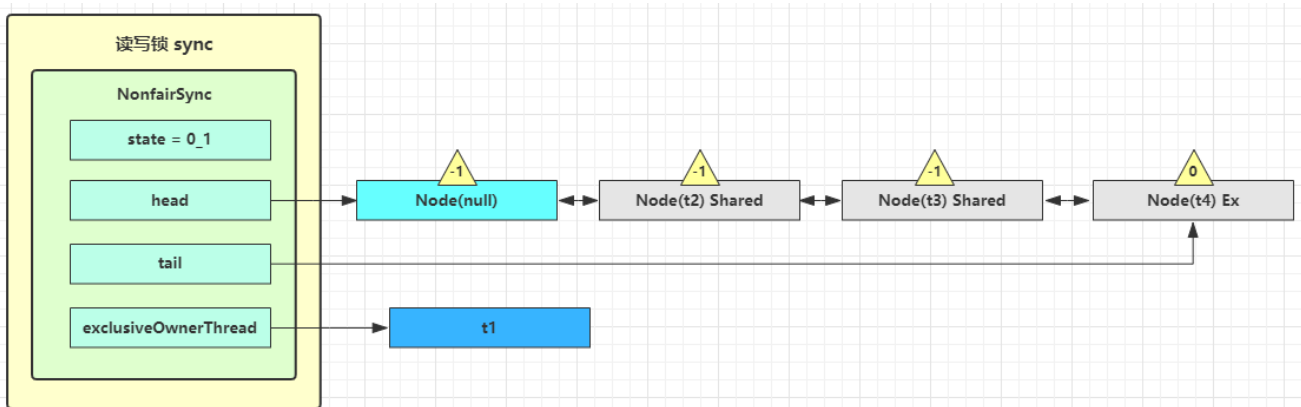 读写锁 sync
NonfairSync
state = 0_1
head
tail
exclusiveOwnerThread
-1
-1
-1
0
Node(null)
Node(t2) Shared
Node(t3) Shared
Node(t4) Ex
t1